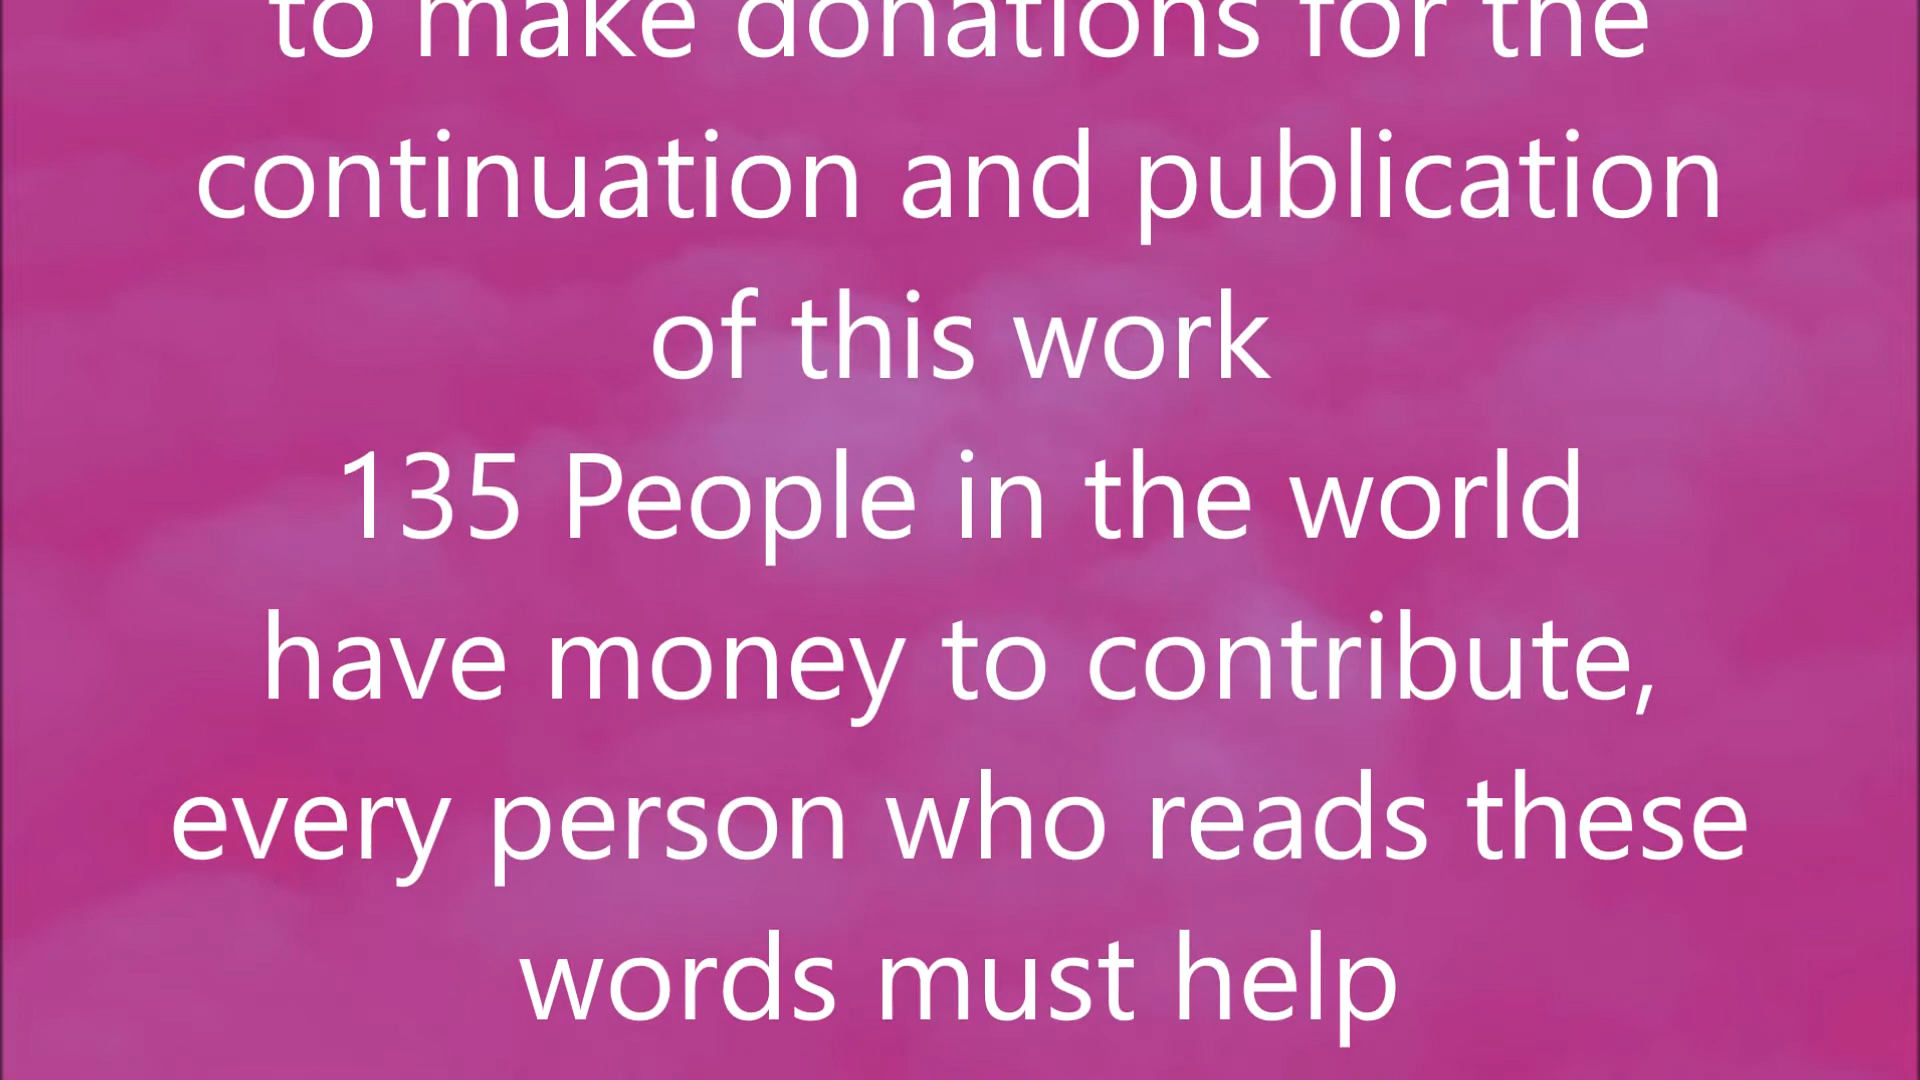 to make donations for the
continuation and publication
of this work
135 People in the world
have money to contribute,
every person who reads these
words must help